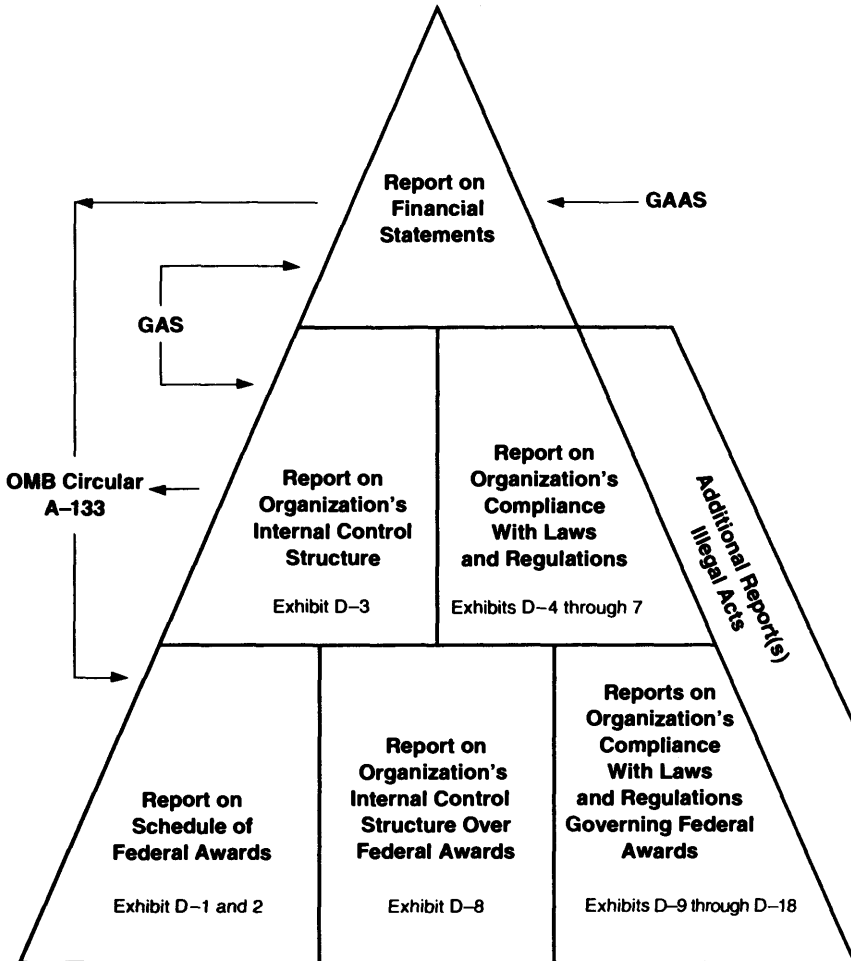 Report on
Financial
Statements
GAAS
GAS
OMB Circular
A–133
Report on
Organization's
Internal Control
Structure
Exhibit D–3
Report on
Organization's
Compliance
With Laws
and Regulations
Exhibits D–4 through 7
Additional Report(s)
Illegal Acts
Report on
Schedule of
Federal Awards
Exhibit D–1 and 2
Report on
Organization's
Internal Control
Structure Over
Federal Awards
Exhibit D–8
Reports on
Organization's
Compliance
With Laws
and Regulations
Governing Federal
Awards
Exhibits D–9 through D–18